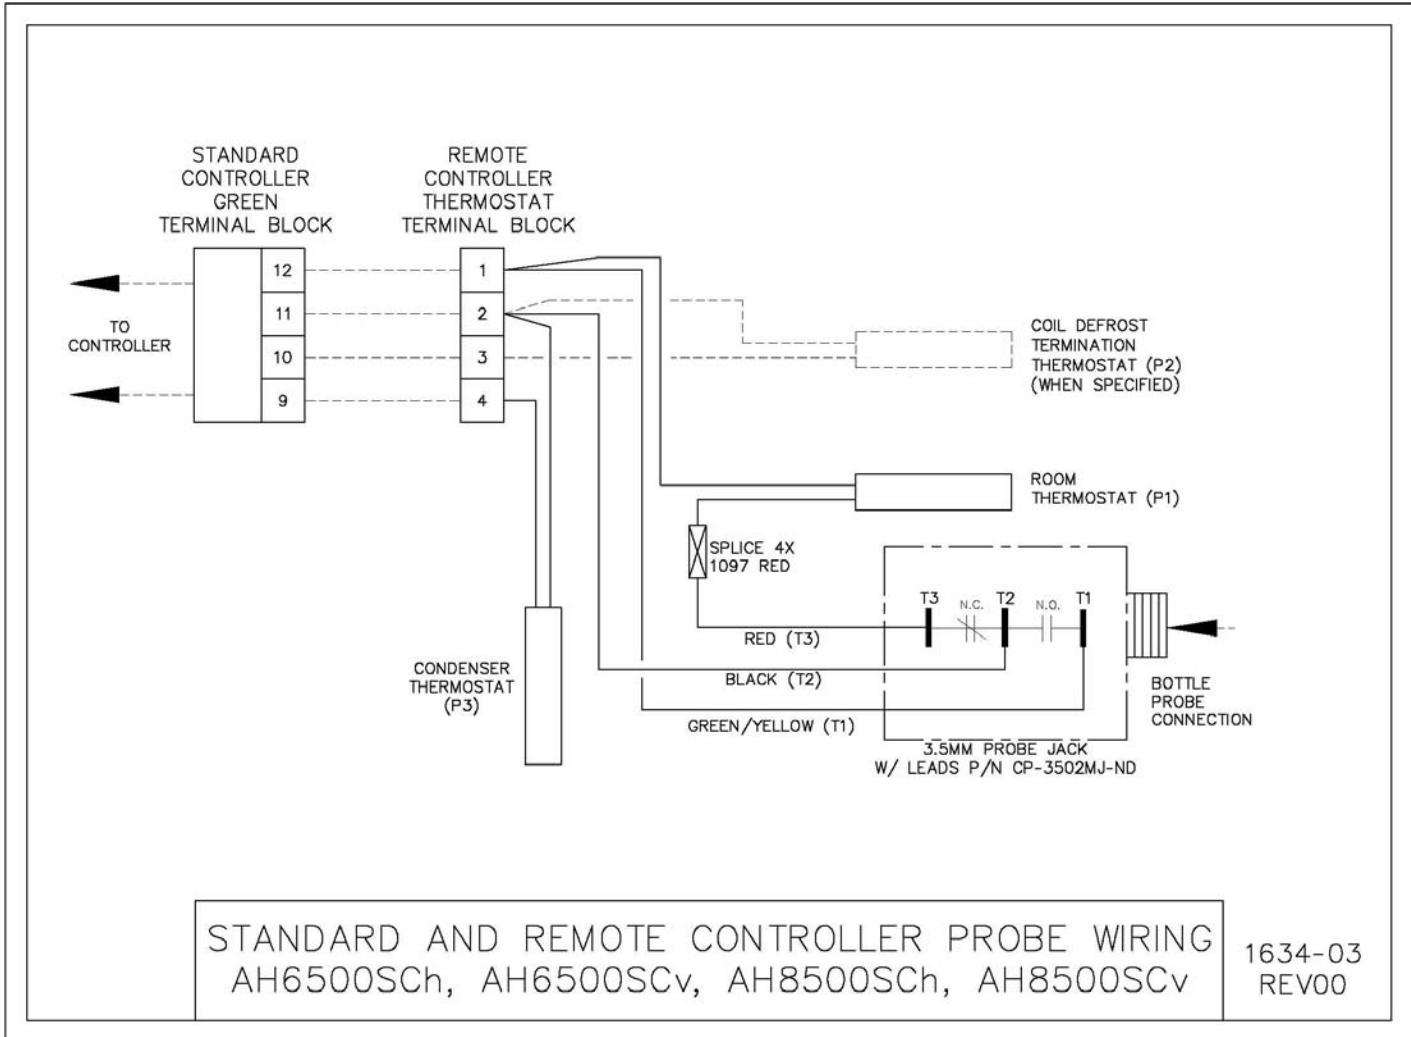 STANDARD
CONTROLLER
GREEN
TERMINAL BLOCK
REMOTE
CONTROLLER
THERMOSTAT
TERMINAL BLOCK
12
11
10
9
1
2
3
4
TO
CONTROLLER
COIL DEFROST
TERMINATION
THERMOSTAT (P2)
(WHEN SPECIFIED)
ROOM
THERMOSTAT (P1)
SPLICE 4X
1097 RED
T3
N.C.
T2
N.O.
T1
RED (T3)
BLACK (T2)
GREEN/YELLOW (T1)
CONDENSER
THERMOSTAT
(P3)
BOTTLE
PROBE
CONNECTION
3.5MM PROBE JACK
W/ LEADS P/N CP-3502MJ-ND
STANDARD AND REMOTE CONTROLLER PROBE WIRING
AH6500SCh, AH6500SCv, AH8500SCh, AH8500SCv
1634-03
REV00